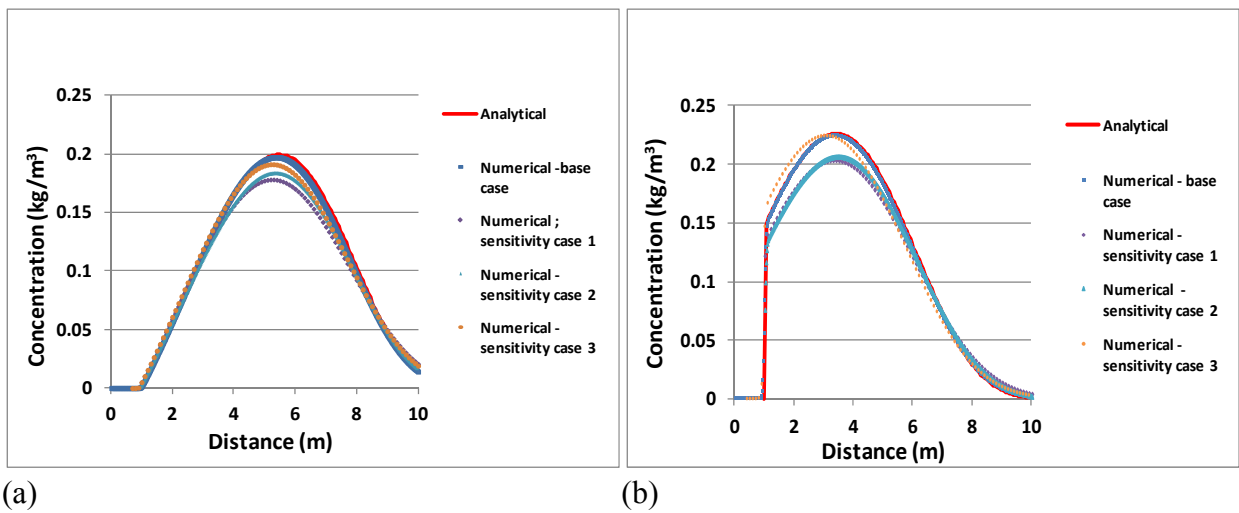 0.25
0.2
0.15
0.1
0.05
0
Concentration (kg/m³)
0 2 4 6 8 10
Distance (m)
Analytical
Numerical -base
case
Numerical ;
sensitivity case 1
Numerical -
sensitivity case 2
Numerical -
sensitivity case 3
(a)
0.25
0.2
0.15
0.1
0.05
0
Concentration (kg/m³)
0 2 4 6 8 10
Distance (m)
Analytical
Numerical - base
case
Numerical -
sensitivity case 1
Numerical -
sensitivity case 2
Numerical -
sensitivity case 3
(b)